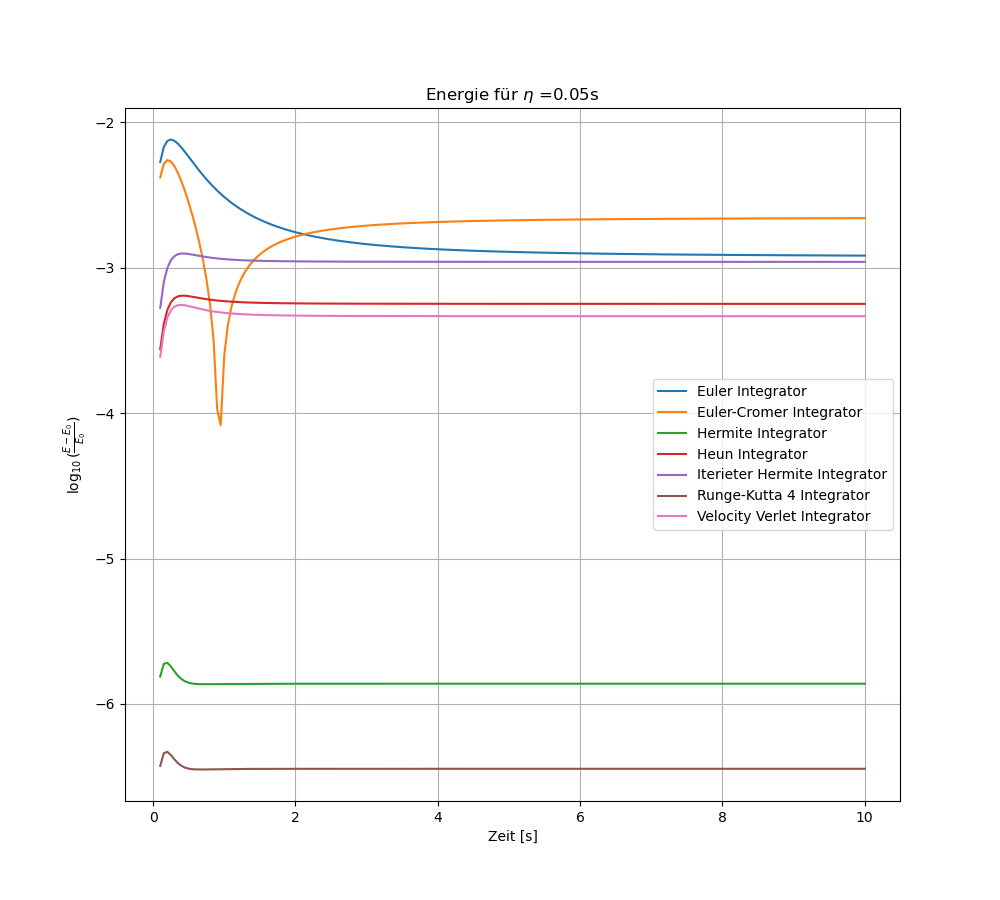 Energie für η =0.05s
−2
−3
−4
−5
−6
log₁₀(E − E₀ / E₀)
Euler Integrator
Euler-Cromer Integrator
Hermite Integrator
Heun Integrator
Iterieter Hermite Integrator
Runge-Kutta 4 Integrator
Velocity Verlet Integrator
0 2 4 6 8 10
Zeit [s]